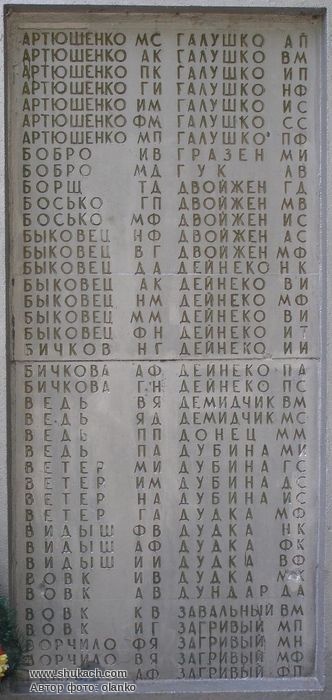 АРТЮШЕНКО МС ГАЛУШКО АП
АРТЮШЕНКО АК ГАЛУШКО ВМ
АРТЮШЕНКО ПК ГАЛУШКО ИП
АРТЮШЕНКО ГИ ГАЛУШКО НФ
АРТЮШЕНКО ИМ ГАЛУШКО ИС
АРТЮШЕНКО ФМ ГАЛУШКО СС
АРТЮШЕНКО МП ГАЛУШКО ПФ
БОБРО ИВ ГРАЗЕН МИ
БОБРО МД ГУК АВ
БОРЩ ТД ДВОЙЖЕН ГД
БОСЬКО ГП ДВОЙЖЕН МВ
БОСЬКО МФ ДВОЙЖЕН ИС
БЫКОВЕЦ НФ ДВОЙЖЕН АС
БЫКОВЕЦ ВГ ДВОЙЖЕН МФ
БЫКОВЕЦ ДА ДЕЙНЕКО НК
БЫКОВЕЦ АК ДЕЙНЕКО ВИ
БЫКОВЕЦ НМ ДЕЙНЕКО МФ
БЫКОВЕЦ ММ ДЕЙНЕКО ВИ
БЫКОВЕЦ ФН ДЕЙНЕКО ИТ
БИЧКОВ НГ ДЕЙНЕКО ИИ
БИЧКОВА АФ ДЕЙНЕКО ПА
БИЧКОВА ГН ДЕЙНЕКО ПС
ВЕДЬ ВЯ ДЕМИДЧИК ВМ
ВЕДЬ ЯД ДЕМИДЧИК МС
ВЕДЬ ПП ДОНЕЦ ММ
ВЕДЬ ПА ДУБИНА МИ
ВЕТЕР МИ ДУБИНА ГС
ВЕТЕР ИМ ДУБИНА ДС
ВЕТЕР НА ДУБИНА ИС
ВЕТЕР ГА ДУДКА МФ
ВИДЫШ ФВ ДУДКА НК
ВИДЫШ АФ ДУДКА ФК
ВИДЫШ ИИ ДУДКА ВФ
ВОВК ИВ ДУДКА МК
ВОВК АВ ДУНДАР ДА
ВОВК КВ ЗАВАЛЬНЫЙ ВМ
ВОВК ИГ ЗАГРИВЫЙ МП
ВОРЧИЛО ФЯ ЗАГРИВЫЙ МН
ВОРЧИЛО ВЯ ЗАГРИВЫЙ МФ
АФ ЗАГРИВЫЙ ФП
www.shukach.com
Автор фото: olanko